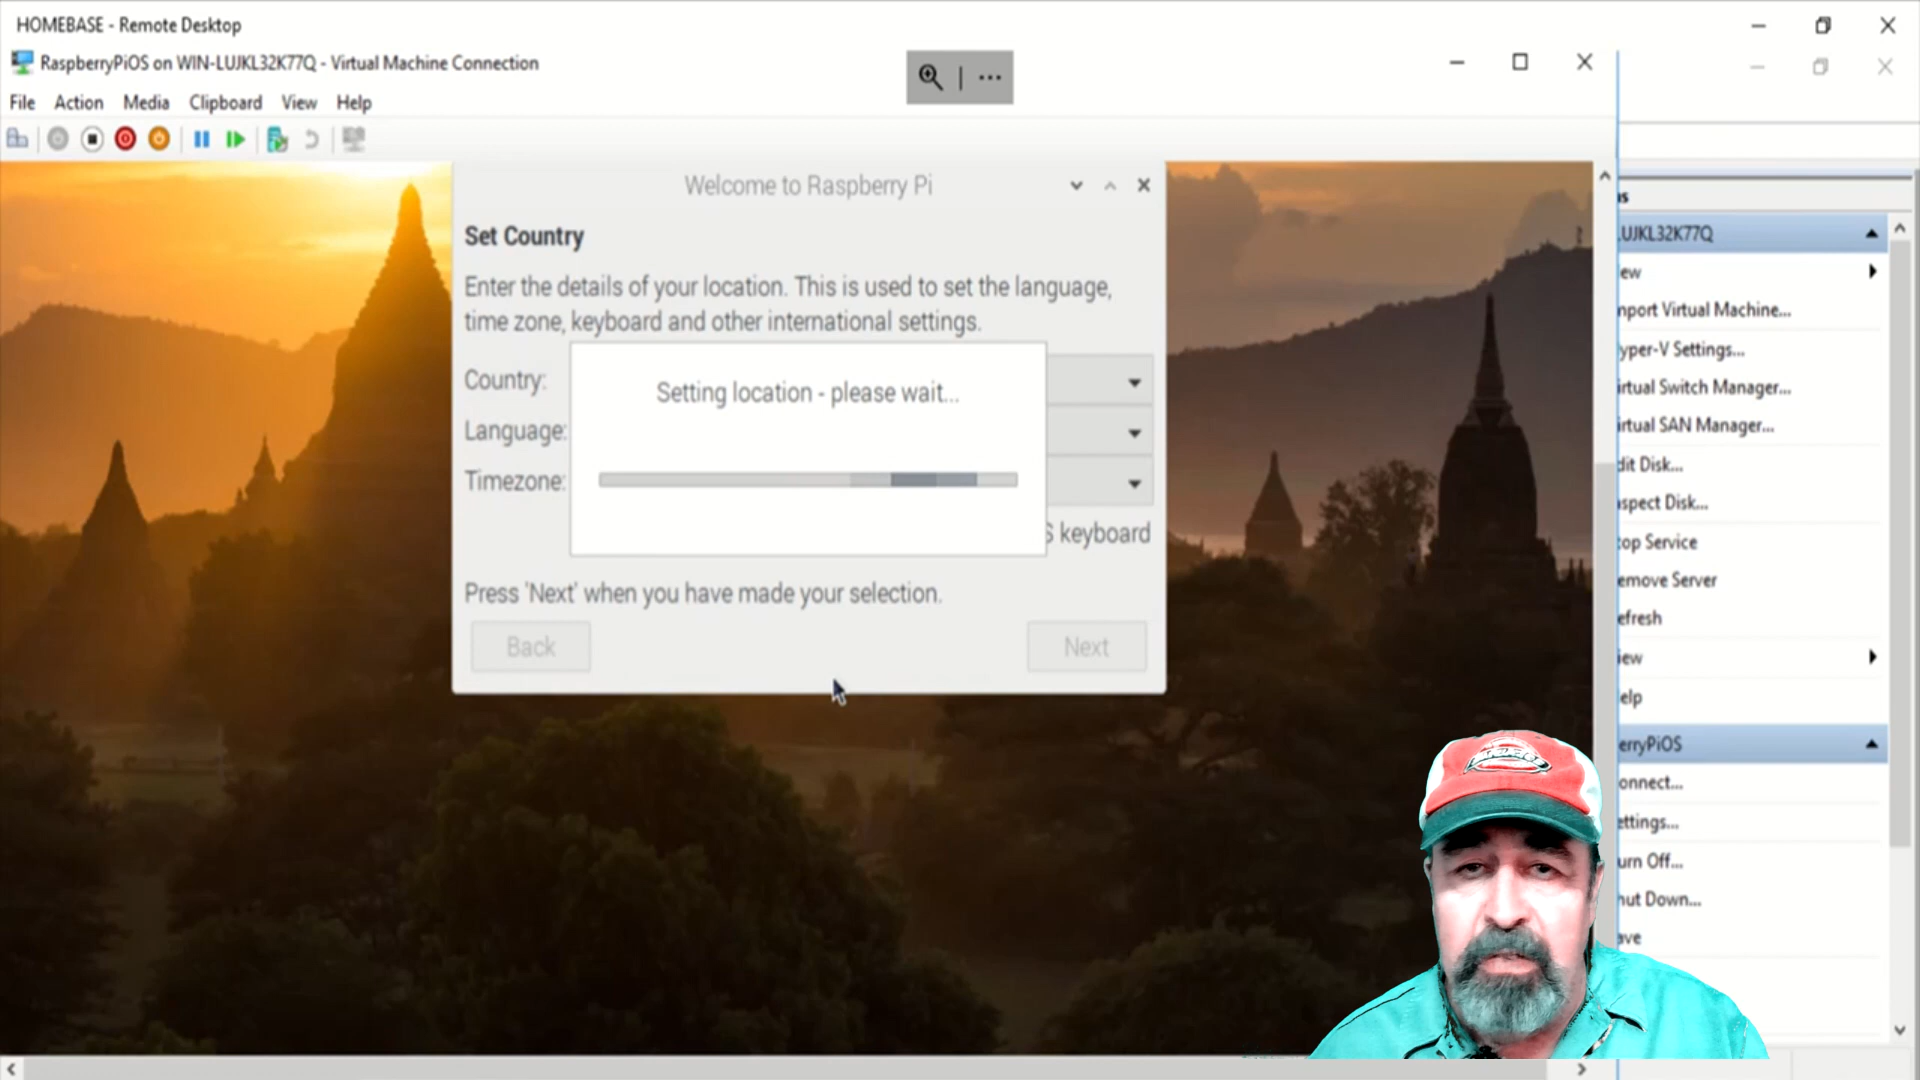 HOMEBASE - Remote Desktop
RaspberryPiOS on WIN-LUJKL32K77Q - Virtual Machine Connection
File Action Media Clipboard View Help
Welcome to Raspberry Pi
Set Country
Enter the details of your location. This is used to set the language,
time zone, keyboard and other international settings.
Country:
Language:
Timezone:
Setting location - please wait...
S keyboard
Press 'Next' when you have made your selection.
Back
Next
s
UJKL32K77Q
ew
nport Virtual Machine...
yper-V Settings...
irtual Switch Manager...
irtual SAN Manager...
dit Disk...
spect Disk...
top Service
emove Server
efresh
iew
elp
erryPiOS
onnect...
ettings...
urn Off...
hut Down...
ave